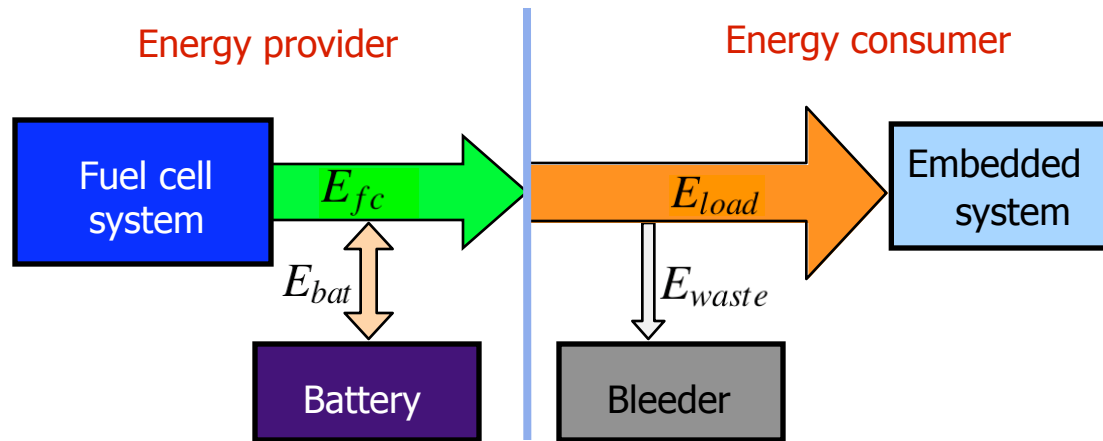 Energy provider
Energy consumer
Fuel cell
system
E_fc
E_load
Embedded
system
E_bat
E_waste
Battery
Bleeder